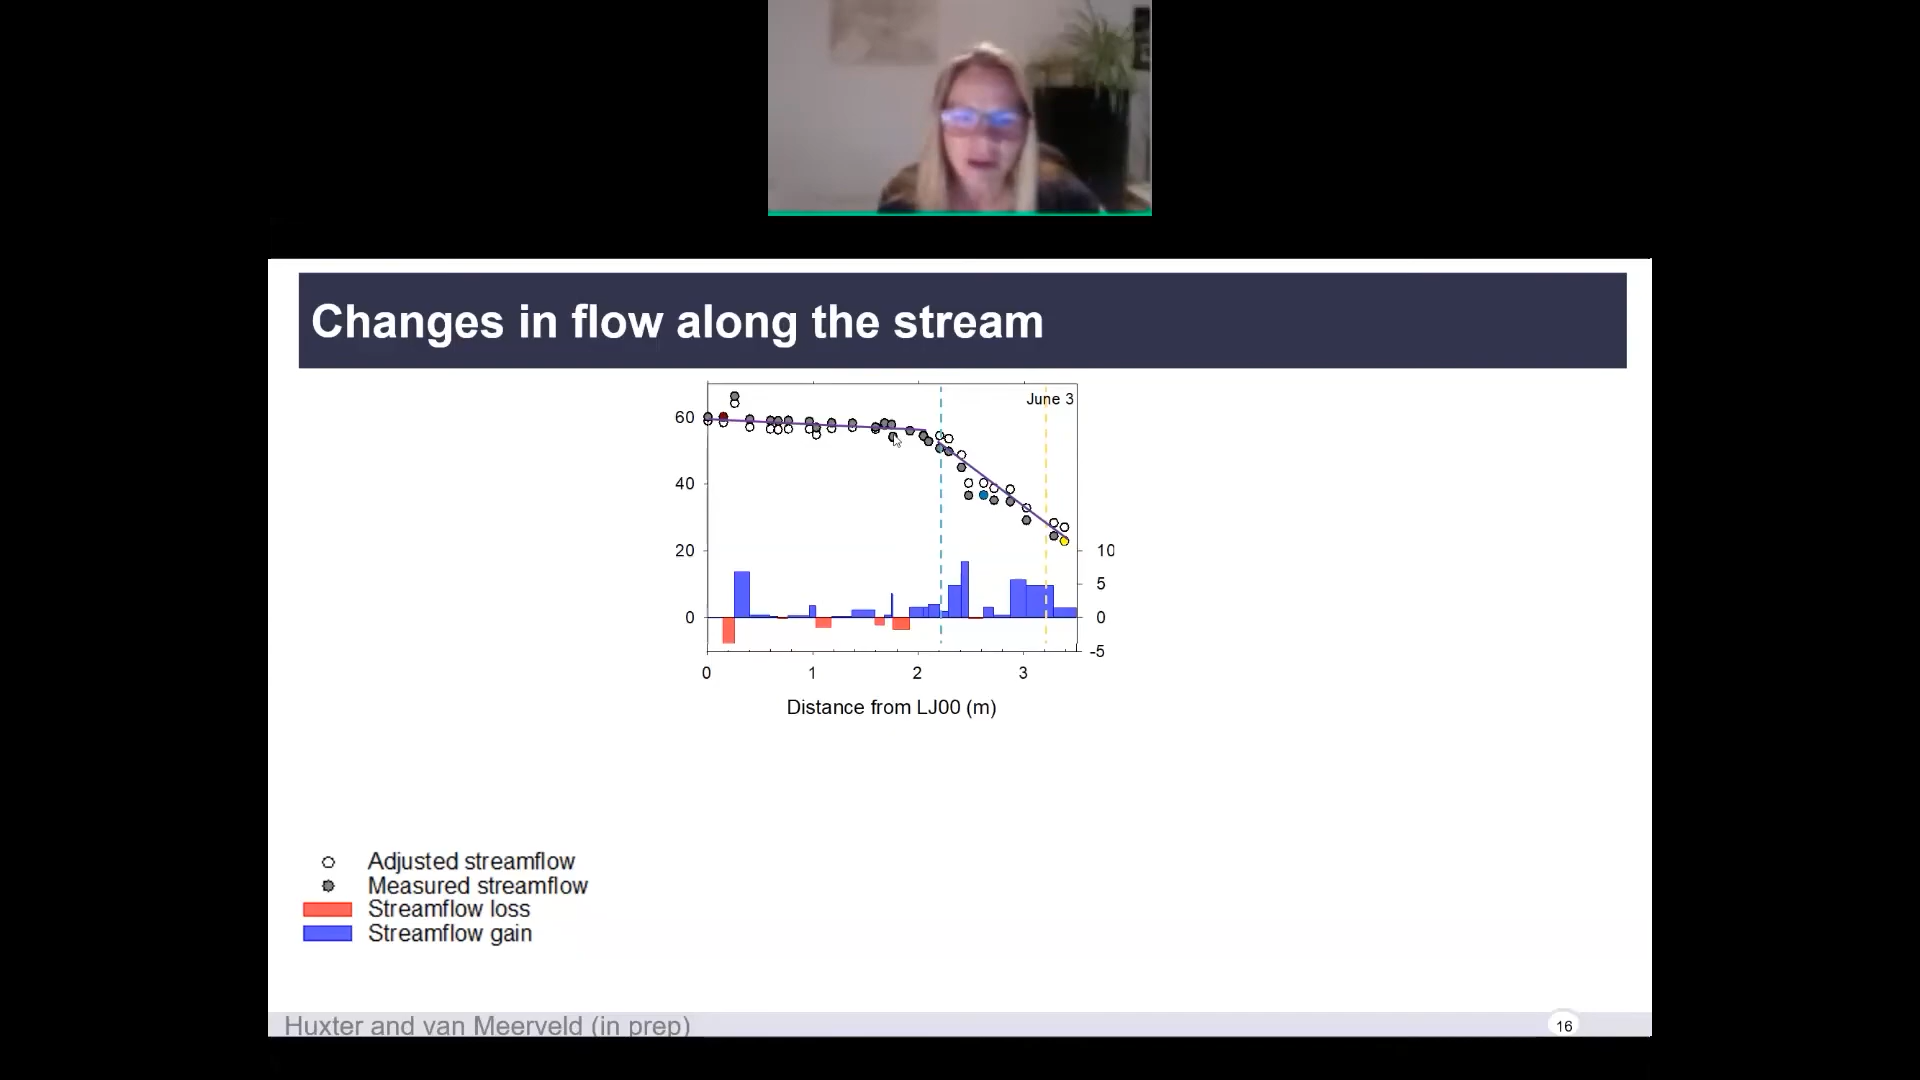 Changes in flow along the stream
June 3
60
40
20
0
10
5
0
-5
0 1 2 3
Distance from LJ00 (m)
Adjusted streamflow
Measured streamflow
Streamflow loss
Streamflow gain
Huxter and van Meerveld (in prep)
16